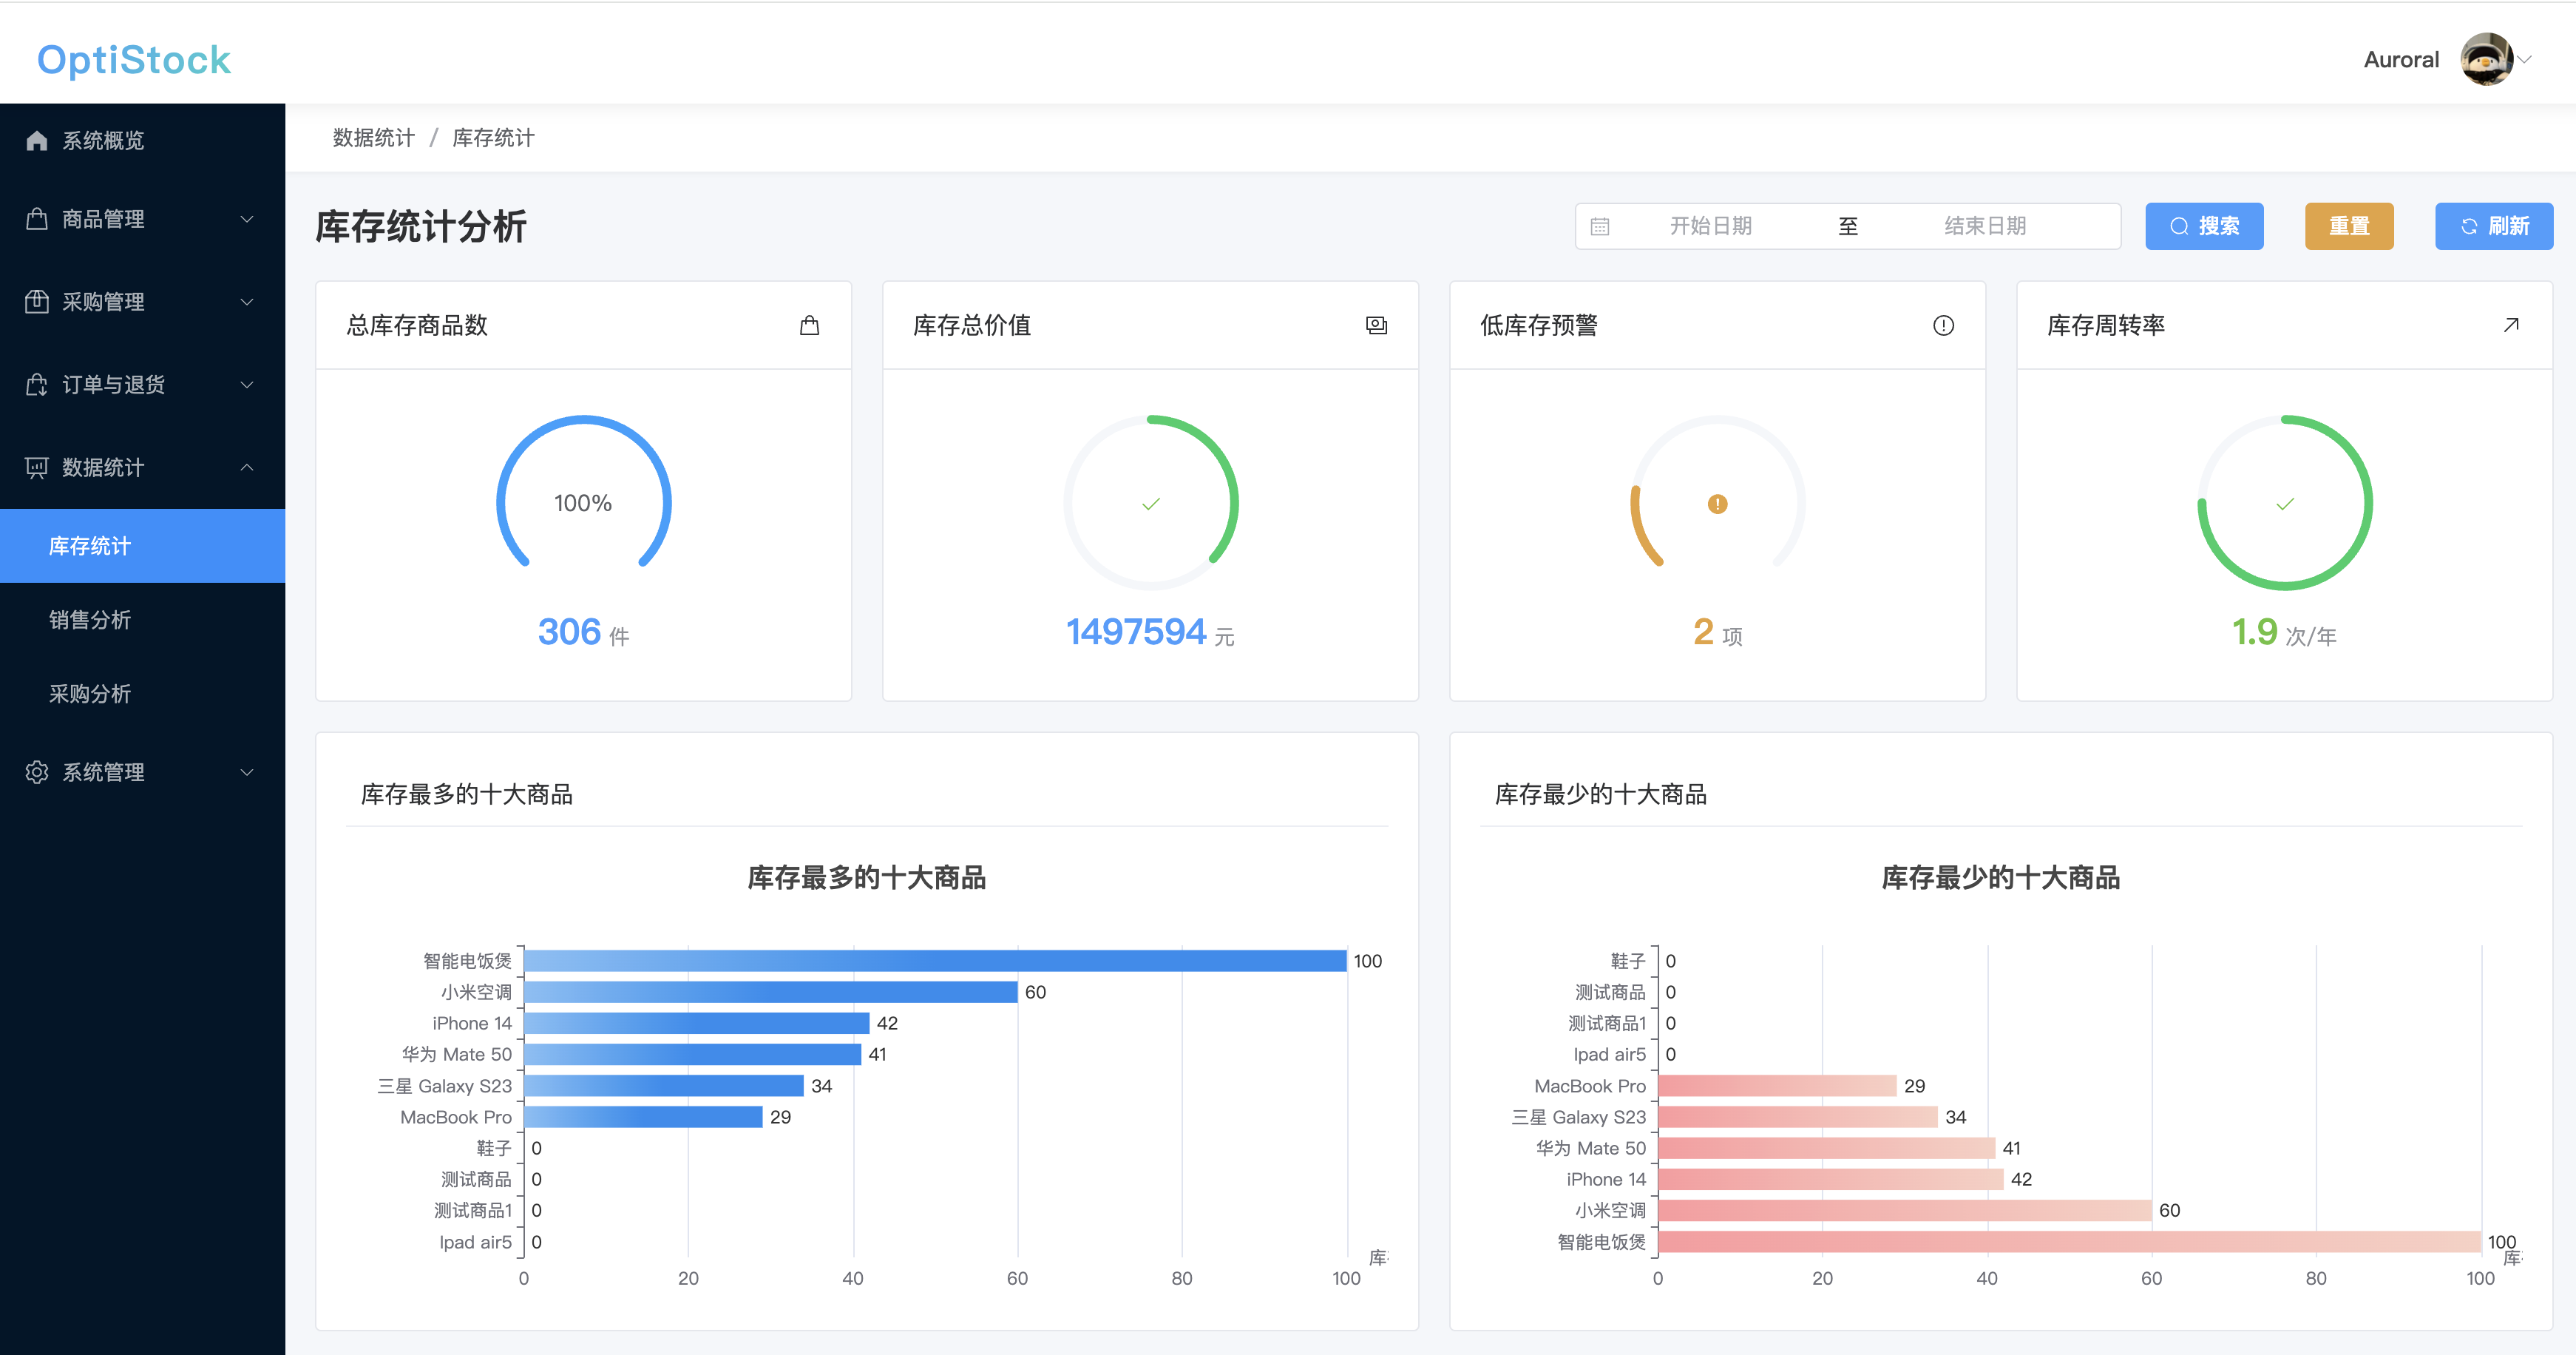 OptiStock
Auroral
系统概览
商品管理
采购管理
订单与退货
数据统计
库存统计
销售分析
采购分析
系统管理
数据统计 / 库存统计
库存统计分析
开始日期 至 结束日期
搜索
重置
刷新
总库存商品数
100%
306 件
库存总价值
1497594 元
低库存预警
2 项
库存周转率
1.9 次/年
库存最多的十大商品
库存最多的十大商品
智能电饭煲 100
小米空调 60
iPhone 14 42
华为 Mate 50 41
三星 Galaxy S23 34
MacBook Pro 29
鞋子 0
测试商品 0
测试商品1 0
Ipad air5 0
库
0 20 40 60 80 100
库存最少的十大商品
库存最少的十大商品
鞋子 0
测试商品 0
测试商品1 0
Ipad air5 0
MacBook Pro 29
三星 Galaxy S23 34
华为 Mate 50 41
iPhone 14 42
小米空调 60
智能电饭煲 100
库
0 20 40 60 80 100